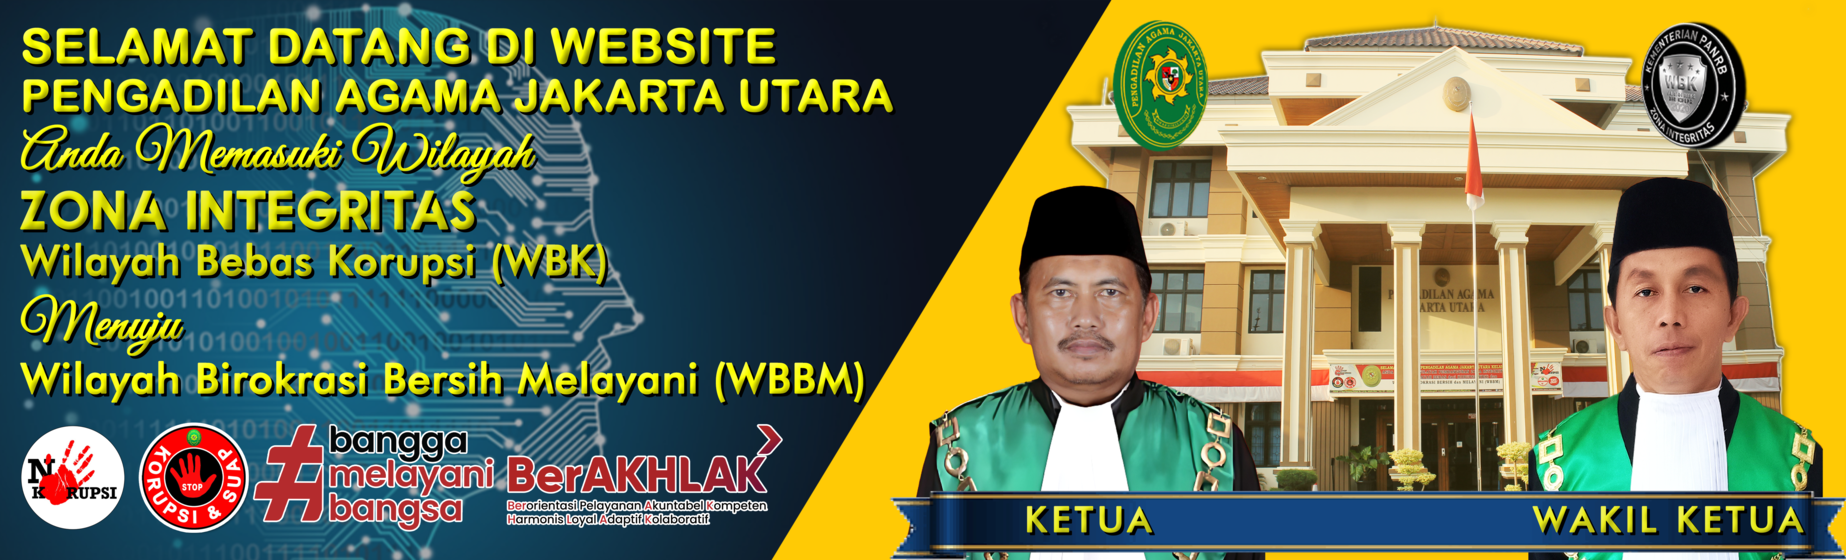 SELAMAT DATANG DI WEBSITE
PENGADILAN AGAMA JAKARTA UTARA
Anda Memasuki Wilayah
ZONA INTEGRITAS
Wilayah Bebas Korupsi (WBK)
Menuju
Wilayah Birokrasi Bersih Melayani (WBBM)
NO
KORUPSI
STOP
KORUPSI & SUAP
#bangga
melayani
bangsa
BerAKHLAK
Berorientasi Pelayanan Akuntabel Kompeten
Harmonis Loyal Adaptif Kolaboratif
PENGADILAN AGAMA JAKARTA UTARA
KEMENTERIAN PANRB
WBK
ZONA INTEGRITAS
PENGADILAN AGAMA
JAKARTA UTARA
KETUA
WAKIL KETUA